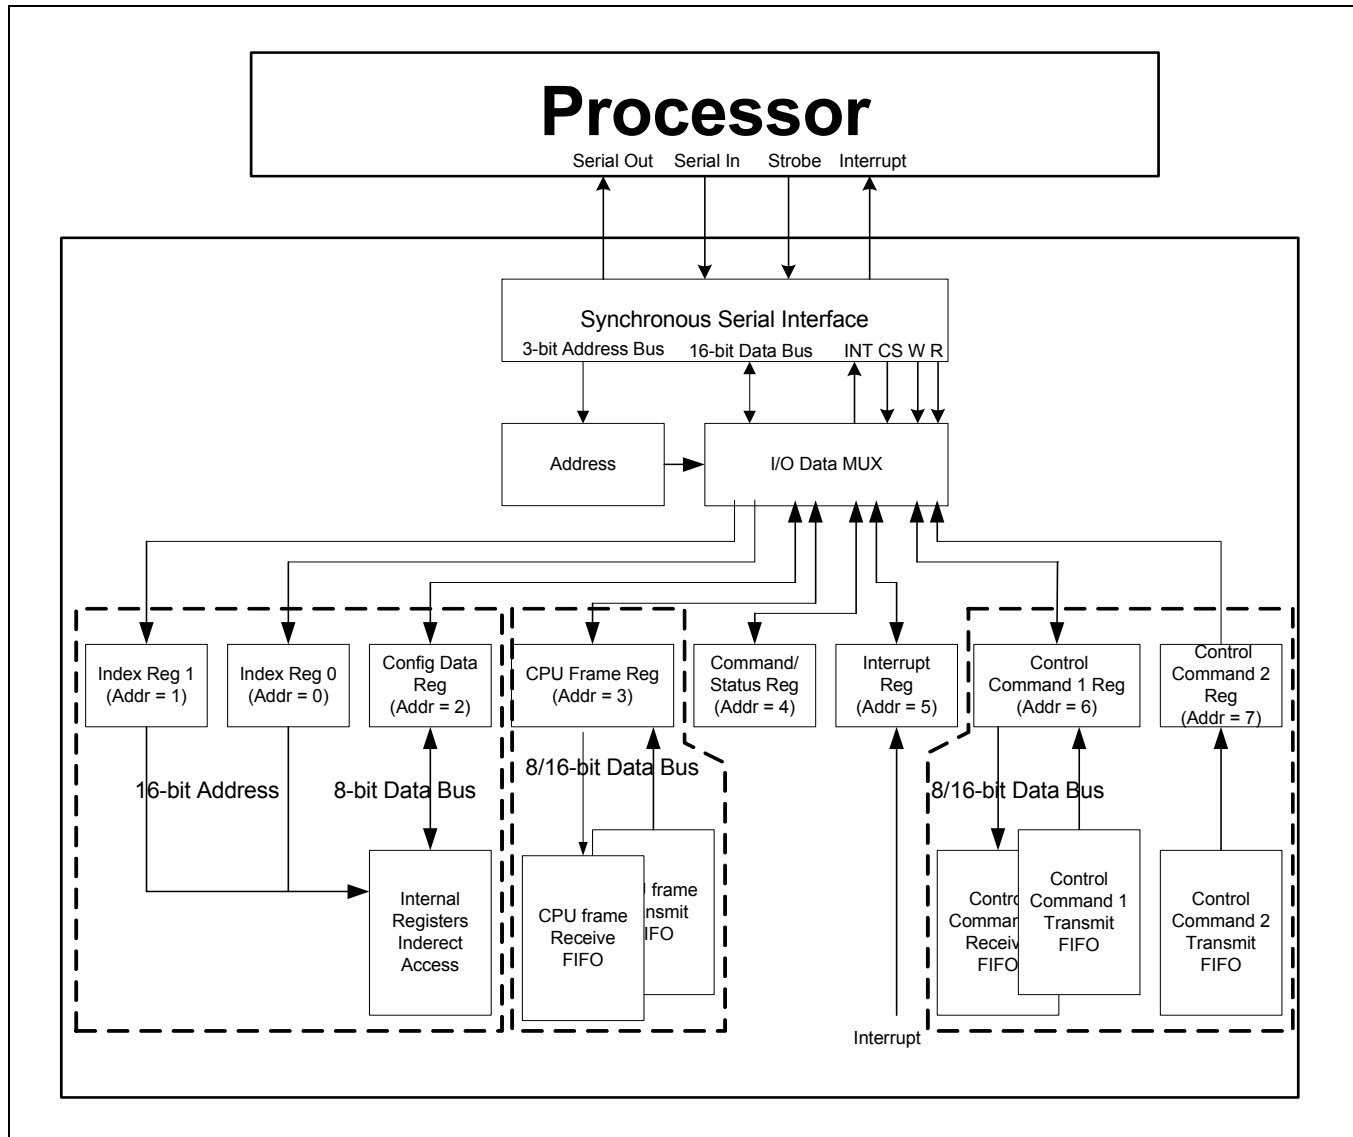 Processor
Serial Out Serial In Strobe Interrupt
Synchronous Serial Interface
3-bit Address Bus 16-bit Data Bus INT CS W R
Address
I/O Data MUX
Index Reg 1
(Addr = 1)
Index Reg 0
(Addr = 0)
Config Data
Reg
(Addr = 2)
CPU Frame Reg
(Addr = 3)
Command/
Status Reg
(Addr = 4)
Interrupt
Reg
(Addr = 5)
Control
Command 1 Reg
(Addr = 6)
Control
Command 2
Reg
(Addr = 7)
16-bit Address
8-bit Data Bus
8/16-bit Data Bus
8/16-bit Data Bus
Internal
Registers
Inderect
Access
CPU frame
Receive
FIFO
frame
Control
Command 1
Transmit
FIFO
Control
Command 2
Transmit
FIFO
Interrupt